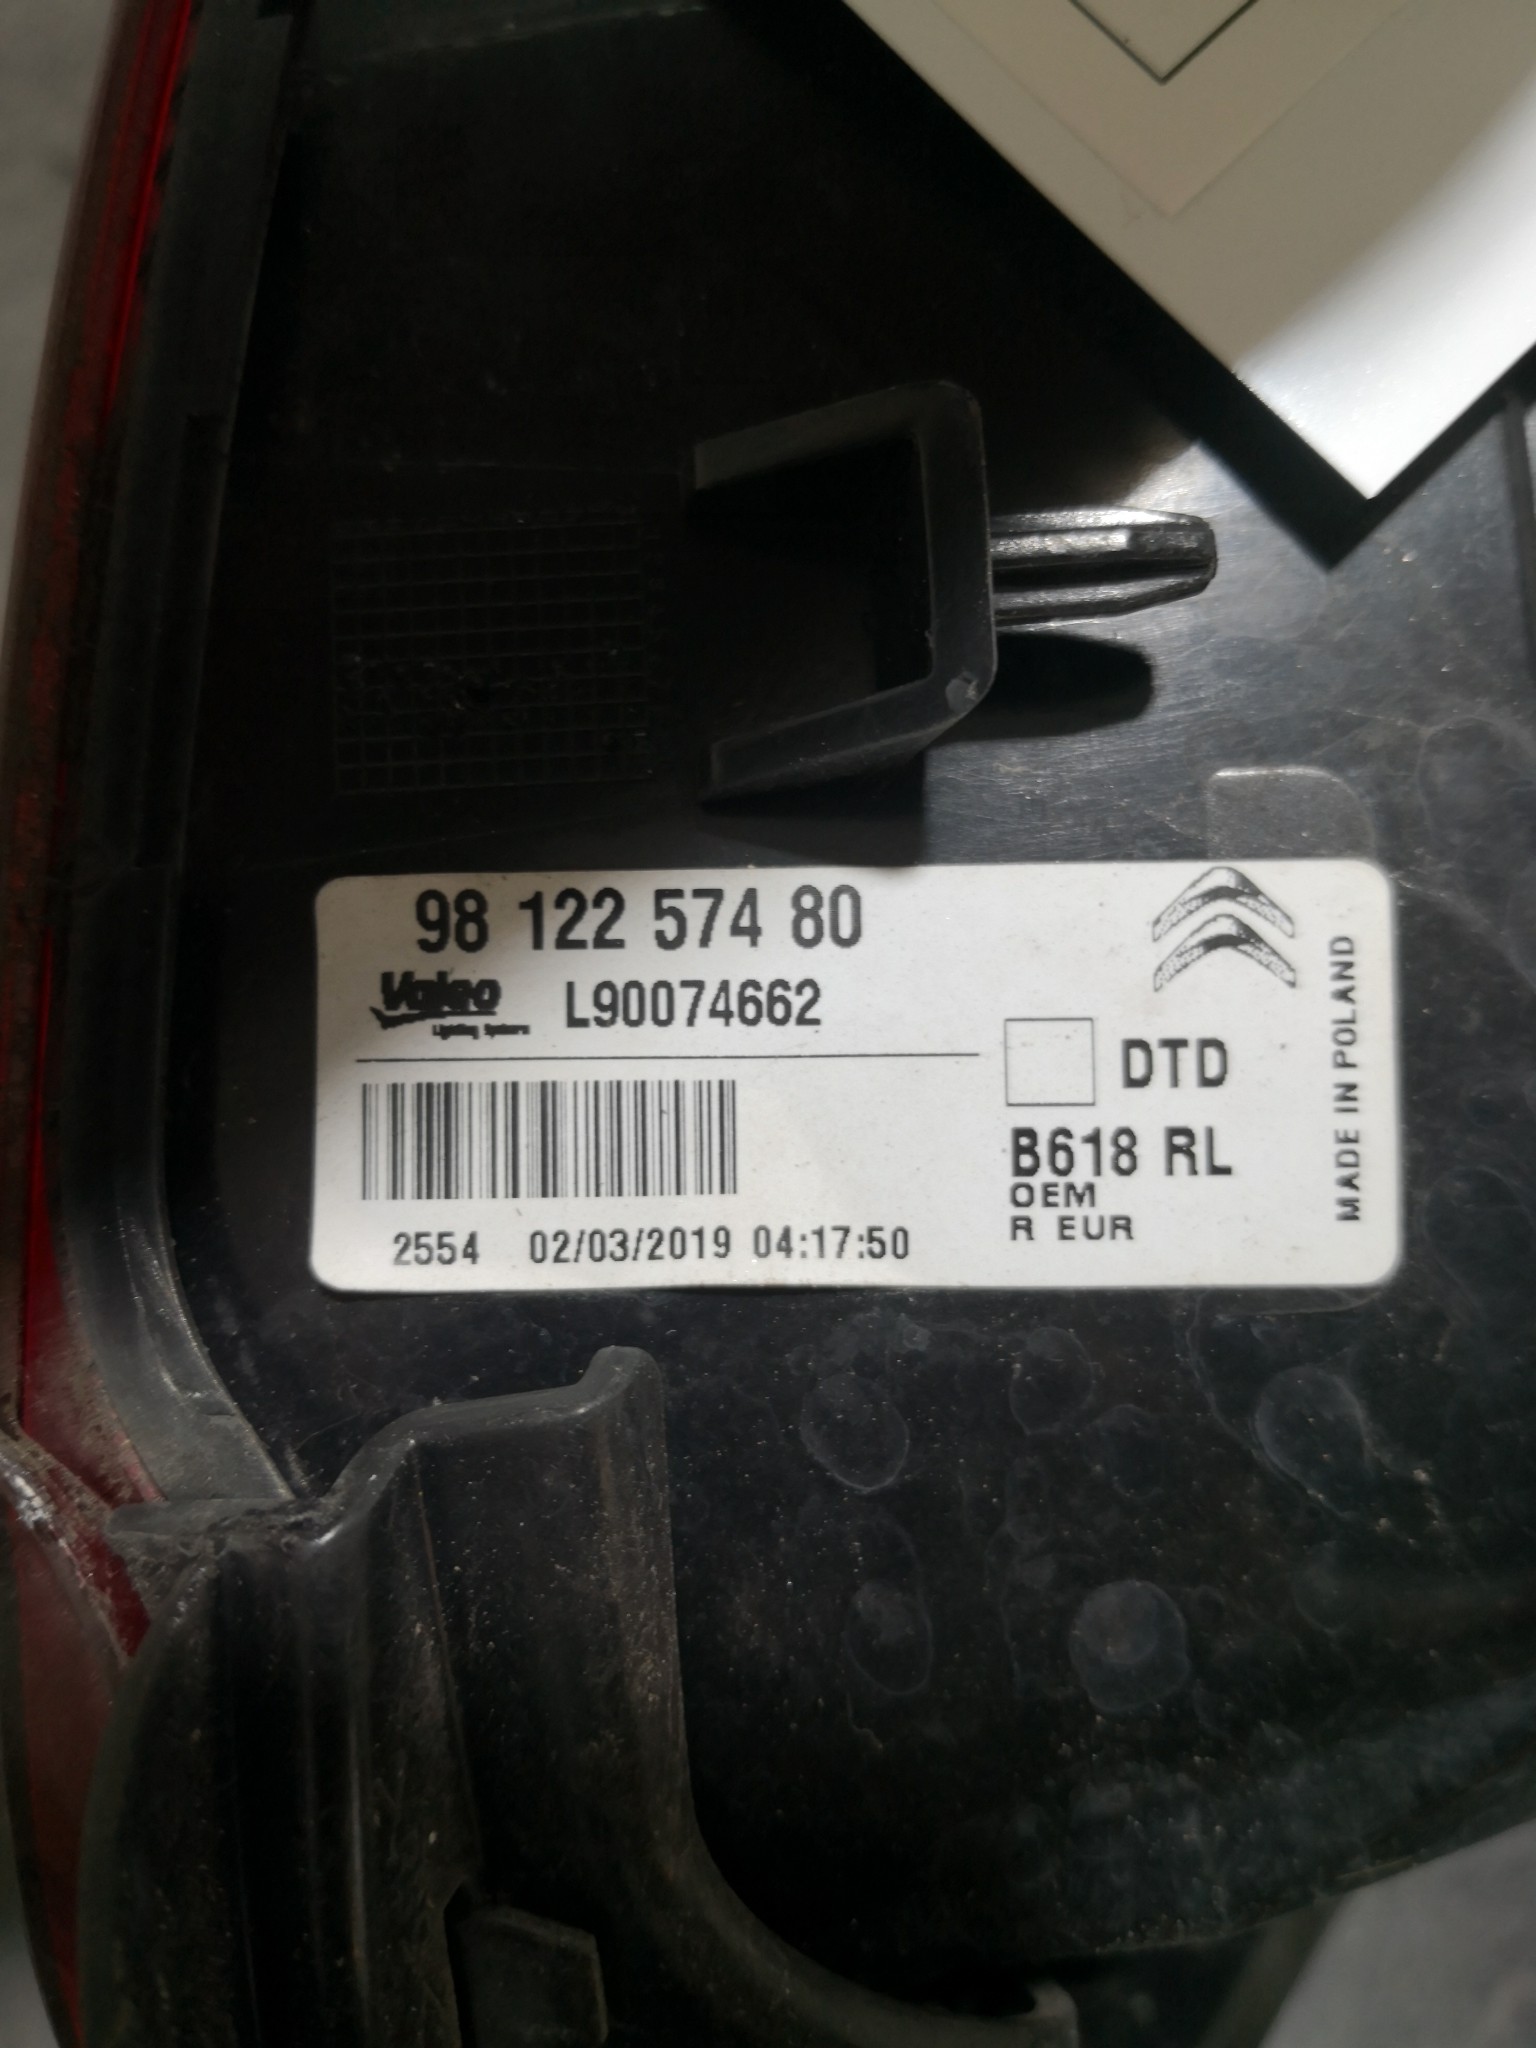 98 122 574 80
Valeo
Lighting Systems
L90074662
DTD
B618 RL
OEM
R EUR
2554 02/03/2019 04:17:50
MADE IN POLAND